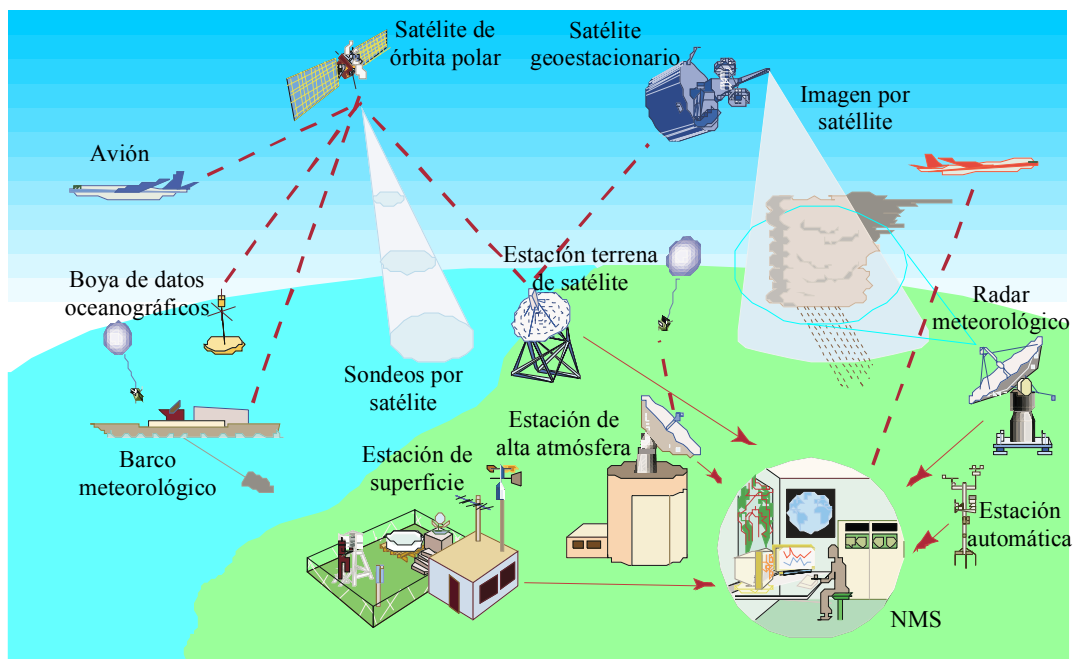 Satélite de
órbita polar
Satélite
geoestacionario
Imagen por
satéllite
Avión
Boya de datos
oceanográficos
Estación terrena
de satélite
Radar
meteorológico
Sondeos por
satélite
Barco
meteorológico
Estación de
superficie
Estación de
alta atmósfera
Estación
automática
NMS